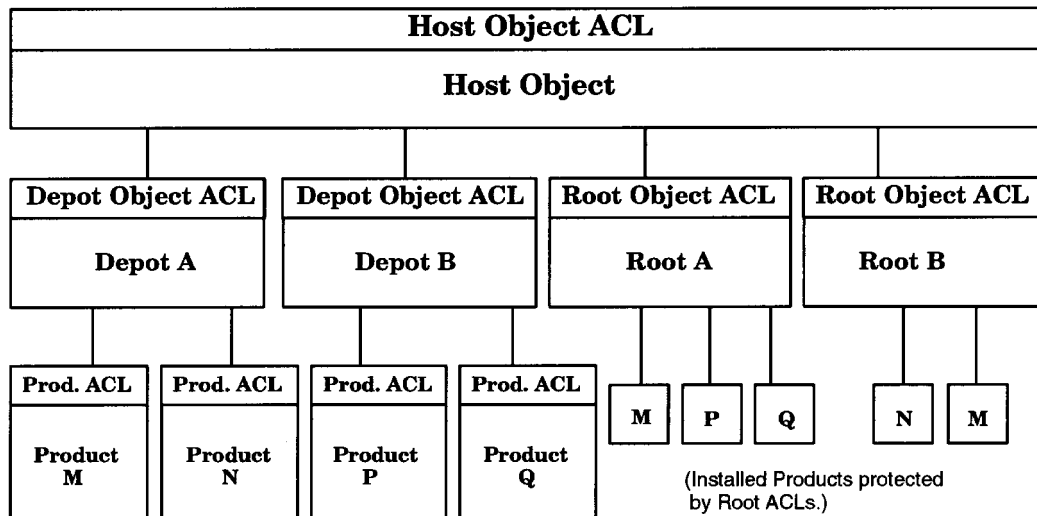 Host Object ACL
Host Object
Depot Object ACL
Depot Object ACL
Root Object ACL
Root Object ACL
Depot A
Depot B
Root A
Root B
Prod. ACL
Prod. ACL
Prod. ACL
Prod. ACL
Product
M
Product
N
Product
P
Product
Q
M
P
Q
N
M
(Installed Products protected
by Root ACLs.)